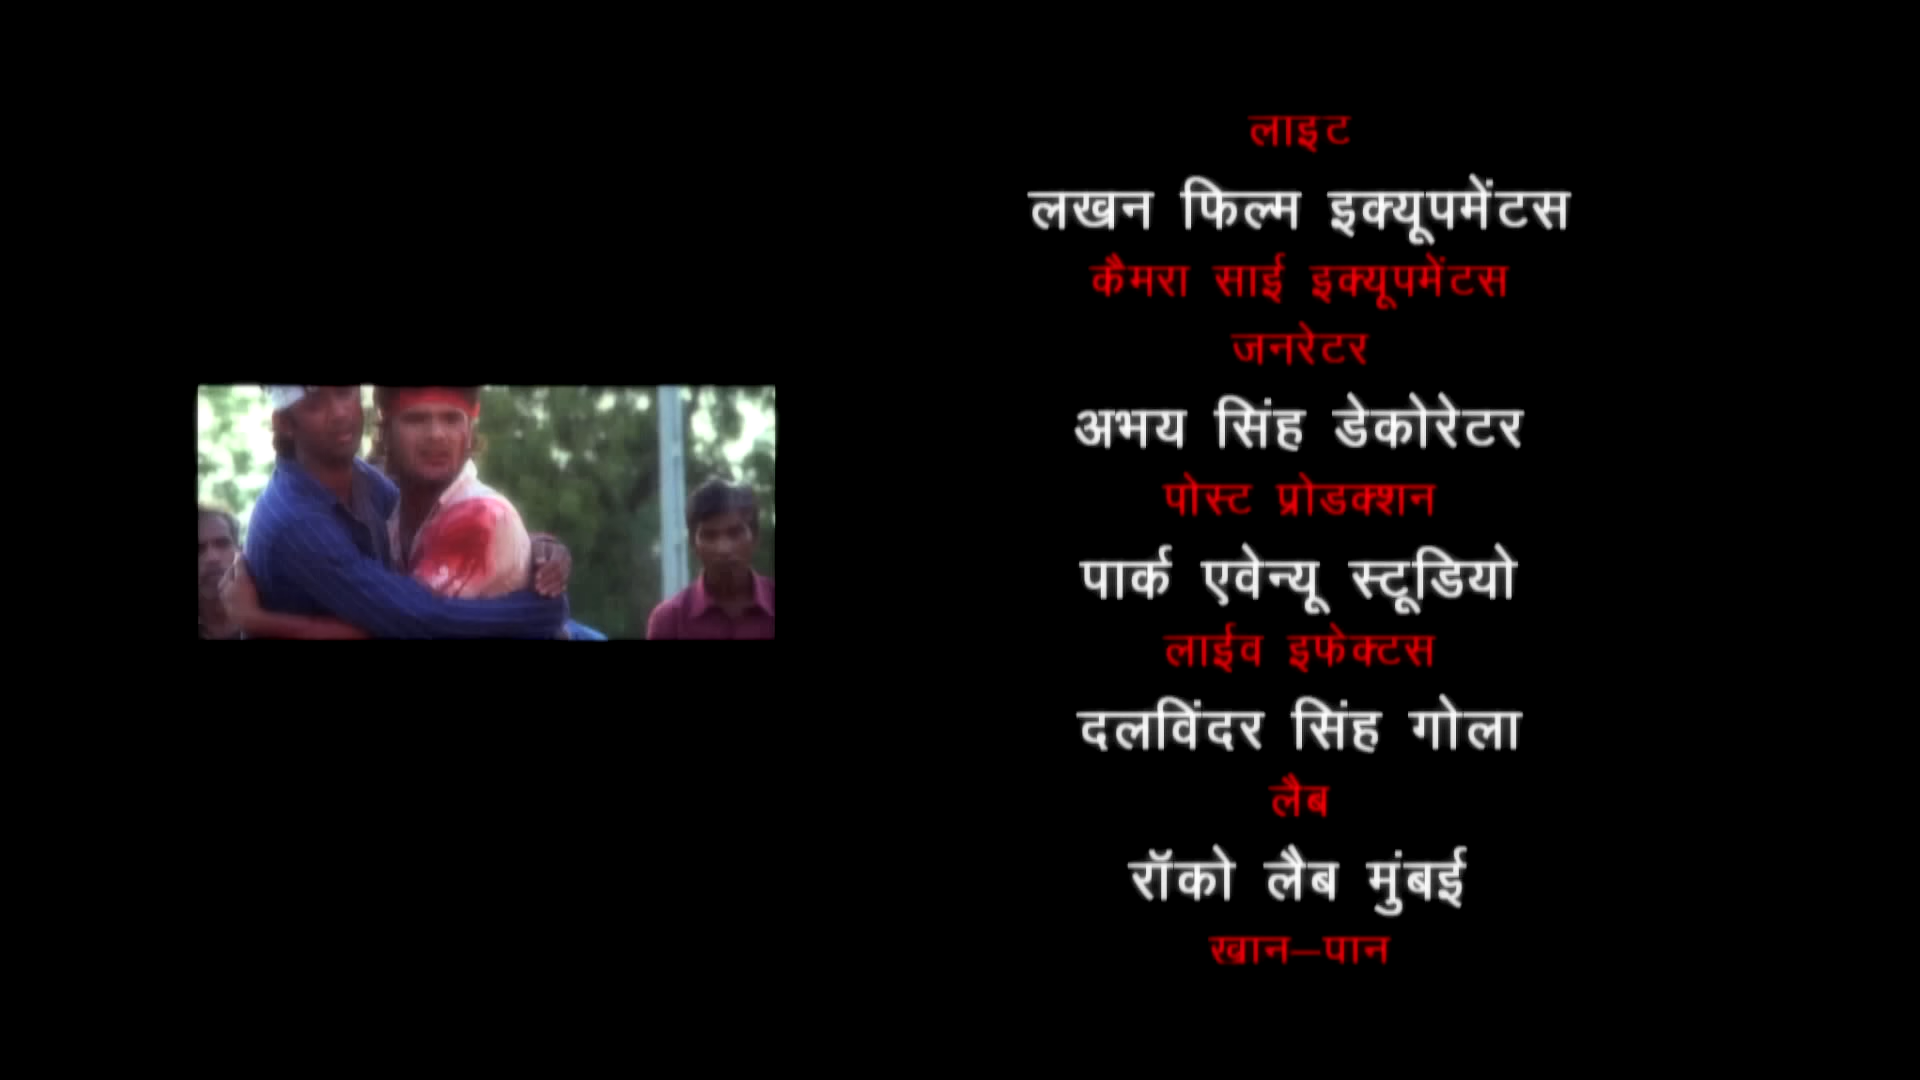 लाइट
लखन फिल्म इक्यूपमेंटस
कैमरा साई इक्यूपमेंटस
जनरेटर
अभय सिंह डेकोरेटर
पोस्ट प्रोडक्शन
पार्क एवेन्यू स्टूडियो
लाईव इफेक्टस
दलविंदर सिंह गोला
लैब
रॉको लैब मुंबई
खान–पान